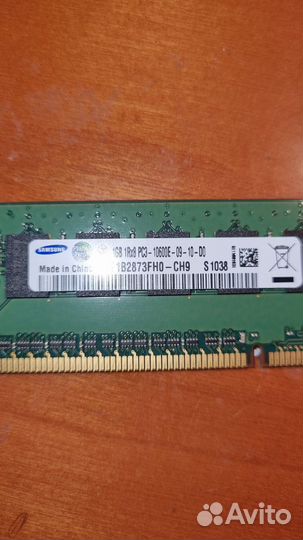 SAMSUNG
1GB 1Rx8 PC3-10600E-09-10-D0
Made in China
1B2873FH0-CH9 S1038
Avito